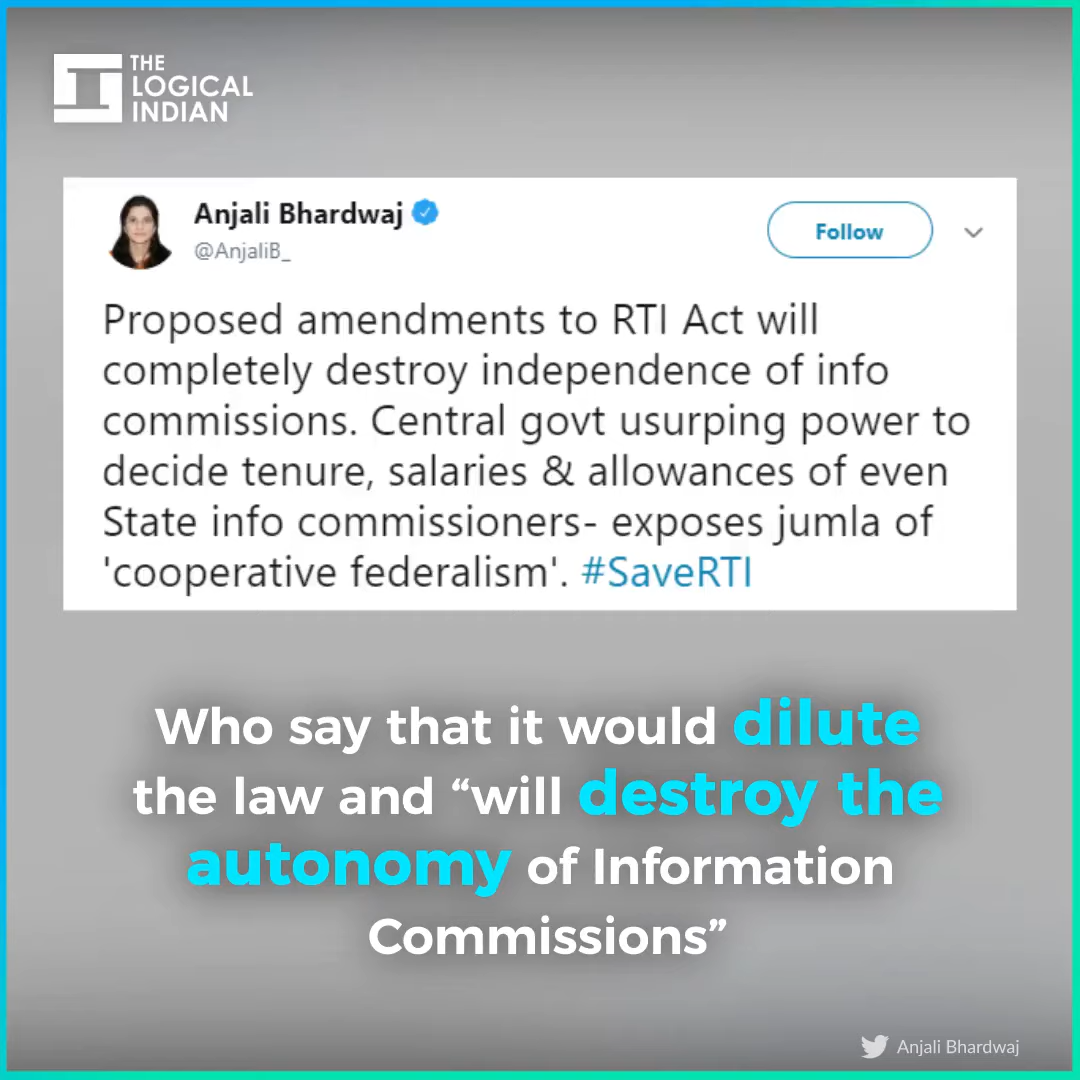 THE
LOGICAL
INDIAN
Anjali Bhardwaj
@AnjaliB_
Follow
Proposed amendments to RTI Act will
completely destroy independence of info
commissions. Central govt usurping power to
decide tenure, salaries & allowances of even
State info commissioners- exposes jumla of
'cooperative federalism'. #SaveRTI
Who say that it would dilute
the law and “will destroy the
autonomy of Information
Commissions”
Anjali Bhardwaj